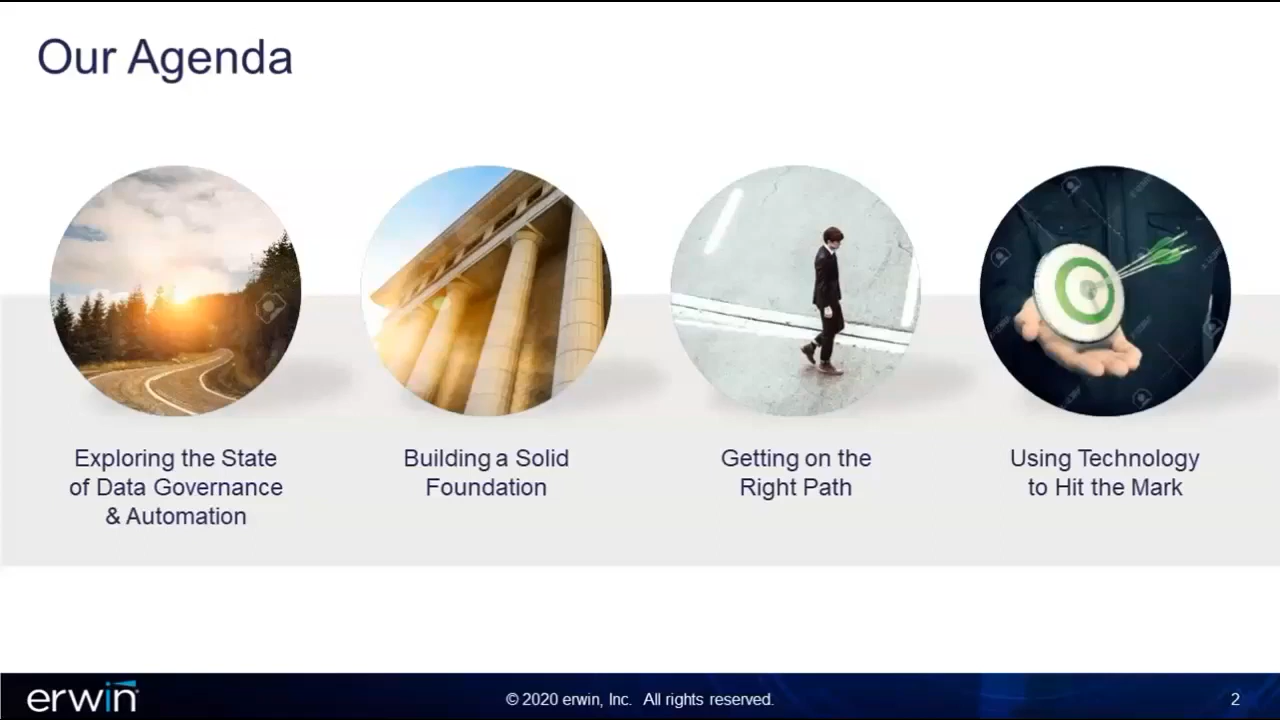 Our Agenda
Exploring the State
of Data Governance
& Automation
Building a Solid
Foundation
Getting on the
Right Path
Using Technology
to Hit the Mark
erwin
© 2020 erwin, Inc. All rights reserved.
2